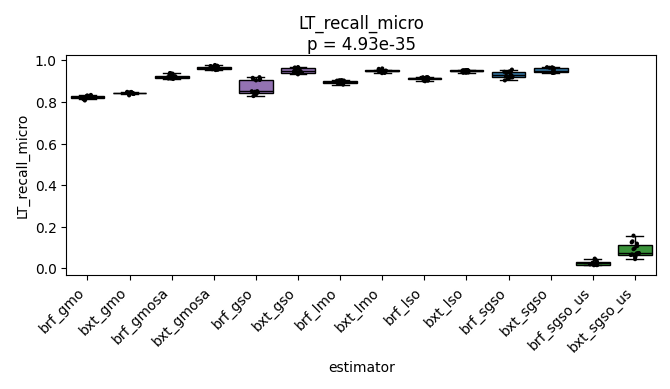 LT_recall_micro
p = 4.93e-35
LT_recall_micro
1.0
0.8
0.6
0.4
0.2
0.0
brf_gmo
bxt_gmo
brf_gmosa
bxt_gmosa
brf_gso
bxt_gso
brf_lmo
bxt_lmo
brf_lso
bxt_lso
brf_sgso
bxt_sgso
brf_sgso_us
bxt_sgso_us
estimator